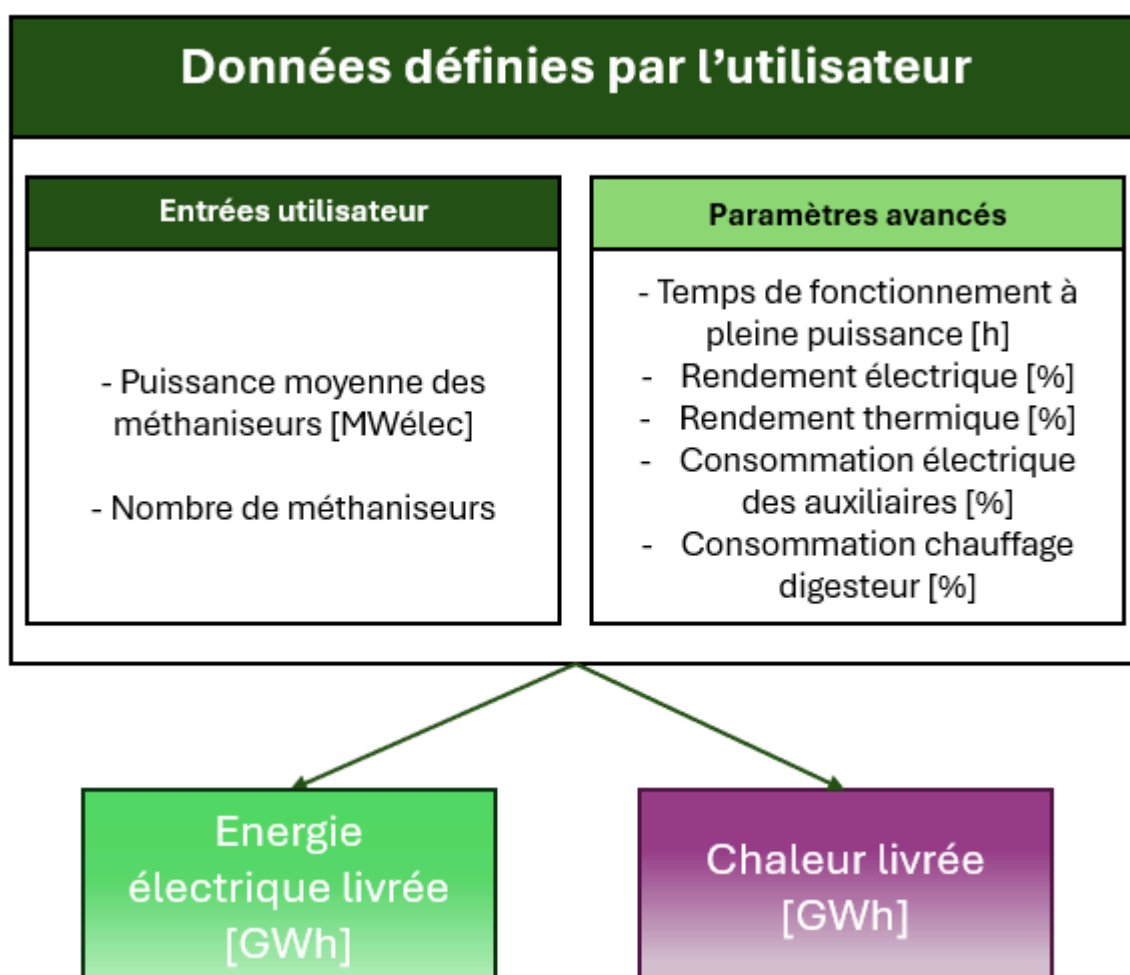 Données définies par l’utilisateur
Entrées utilisateur
- Puissance moyenne des
méthaniseurs [MWélec]
- Nombre de méthaniseurs
Paramètres avancés
- Temps de fonctionnement à
pleine puissance [h]
- Rendement électrique [%]
- Rendement thermique [%]
- Consommation électrique
des auxiliaires [%]
- Consommation chauffage
digesteur [%]
Energie
électrique livrée
[GWh]
Chaleur livrée
[GWh]